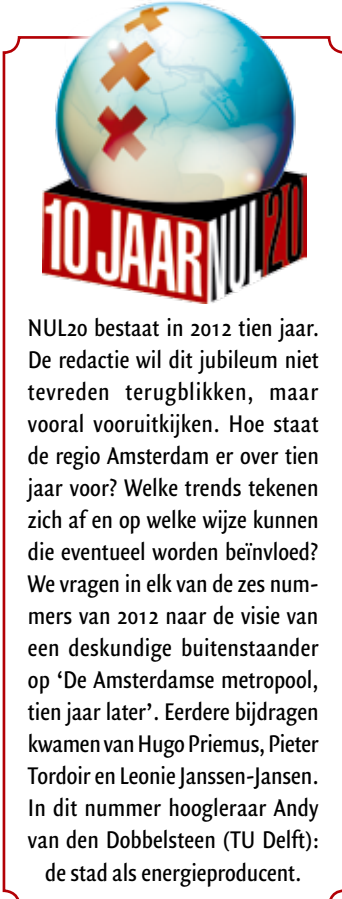 10 JAAR NUL20
NUL20 bestaat in 2012 tien jaar.
De redactie wil dit jubileum niet
tevreden terugblikken, maar
vooral vooruitkijken. Hoe staat
de regio Amsterdam er over tien
jaar voor? Welke trends tekenen
zich af en op welke wijze kunnen
die eventueel worden beïnvloed?
We vragen in elk van de zes num-
mers van 2012 naar de visie van
een deskundige buitenstaander
op ‘De Amsterdamse metropool,
tien jaar later’. Eerdere bijdragen
kwamen van Hugo Priemus, Pieter
Tordoir en Leonie Janssen-Jansen.
In dit nummer hoogleraar Andy
van den Dobbelsteen (TU Delft):
de stad als energieproducent.